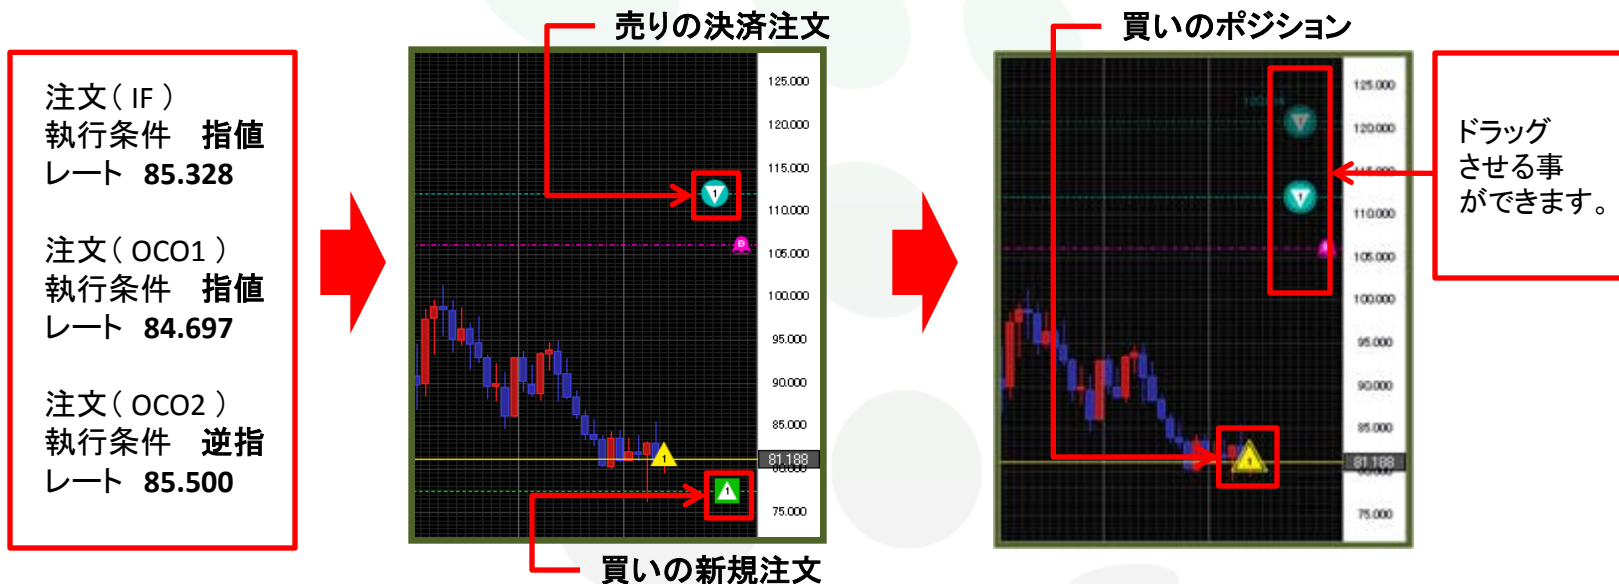 売りの決済注文
買いのポジション
注文（ IF ）
執行条件　指値
レート 85.328
注文（ OCO1 ）
執行条件　指値
レート 84.697
注文（ OCO2 ）
執行条件　逆指
レート 85.500
125.000
120.000
115.000
110.000
105.000
100.000
95.000
90.000
85.000
81.188
75.000
1
1
1
125.000
120.000
110.000
105.000
100.000
95.000
90.000
85.000
81.188
75.000
1
1
1
ドラッグ
させる事
ができます。
買いの新規注文